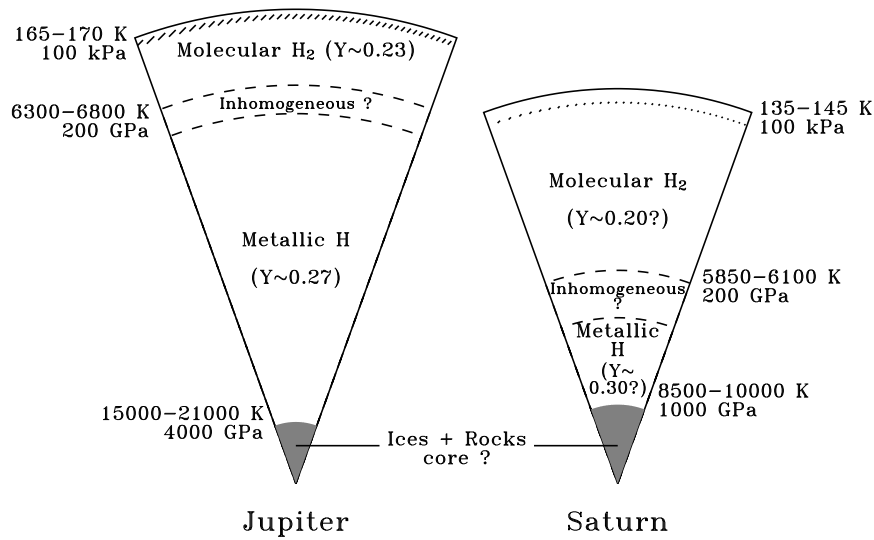 165−170 K
100 kPa
Molecular H₂ (Y~0.23)
Inhomogeneous ?
6300−6800 K
200 GPa
Metallic H
(Y~0.27)
15000−21000 K
4000 GPa
135−145 K
100 kPa
Molecular H₂
(Y~0.20?)
5850−6100 K
200 GPa
Inhomogeneous
?
Metallic
H
(Y~
0.30?)
8500−10000 K
1000 GPa
Ices + Rocks
core ?
Jupiter
Saturn